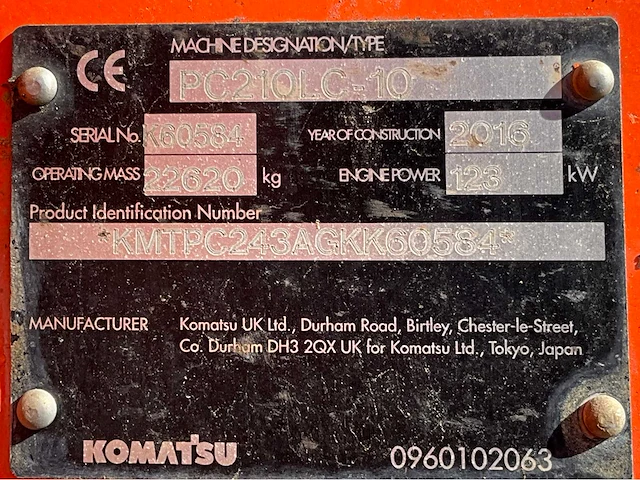 CE
MACHINE DESIGNATION/TYPE
PC210LC-10
SERIAL No. K60584 YEAR OF CONSTRUCTION 2016
OPERATING MASS 22620 kg ENGINE POWER 123 kW
Product Identification Number
*KMTPC243AGKK60584*
MANUFACTURER Komatsu UK Ltd., Durham Road, Birtley, Chester-le-Street,
Co. Durham DH3 2QX UK for Komatsu Ltd., Tokyo, Japan
KOMATSU 0960102063